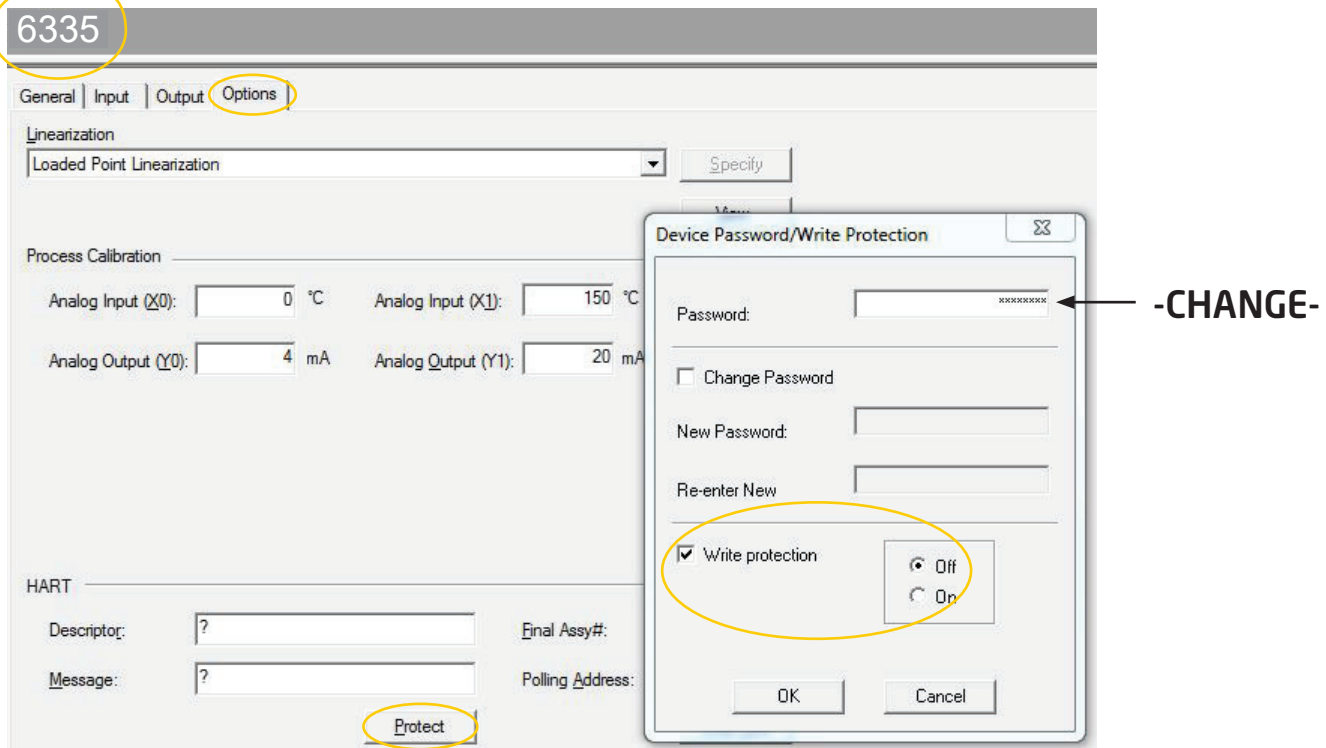 6335
General Input Output Options
Linearization
Loaded Point Linearization
Specify
Device Password/Write Protection
Process Calibration
Analog Input (X0): 0 °C Analog Input (X1): 150 °C
Analog Output (Y0): 4 mA Analog Output (Y1): 20 mA
Password: ******** -CHANGE-
Change Password
New Password:
Re-enter New
Write protection
Off
On
HART
Descriptor: ? Final Assy#:
Message: ? Polling Address:
Protect
OK Cancel